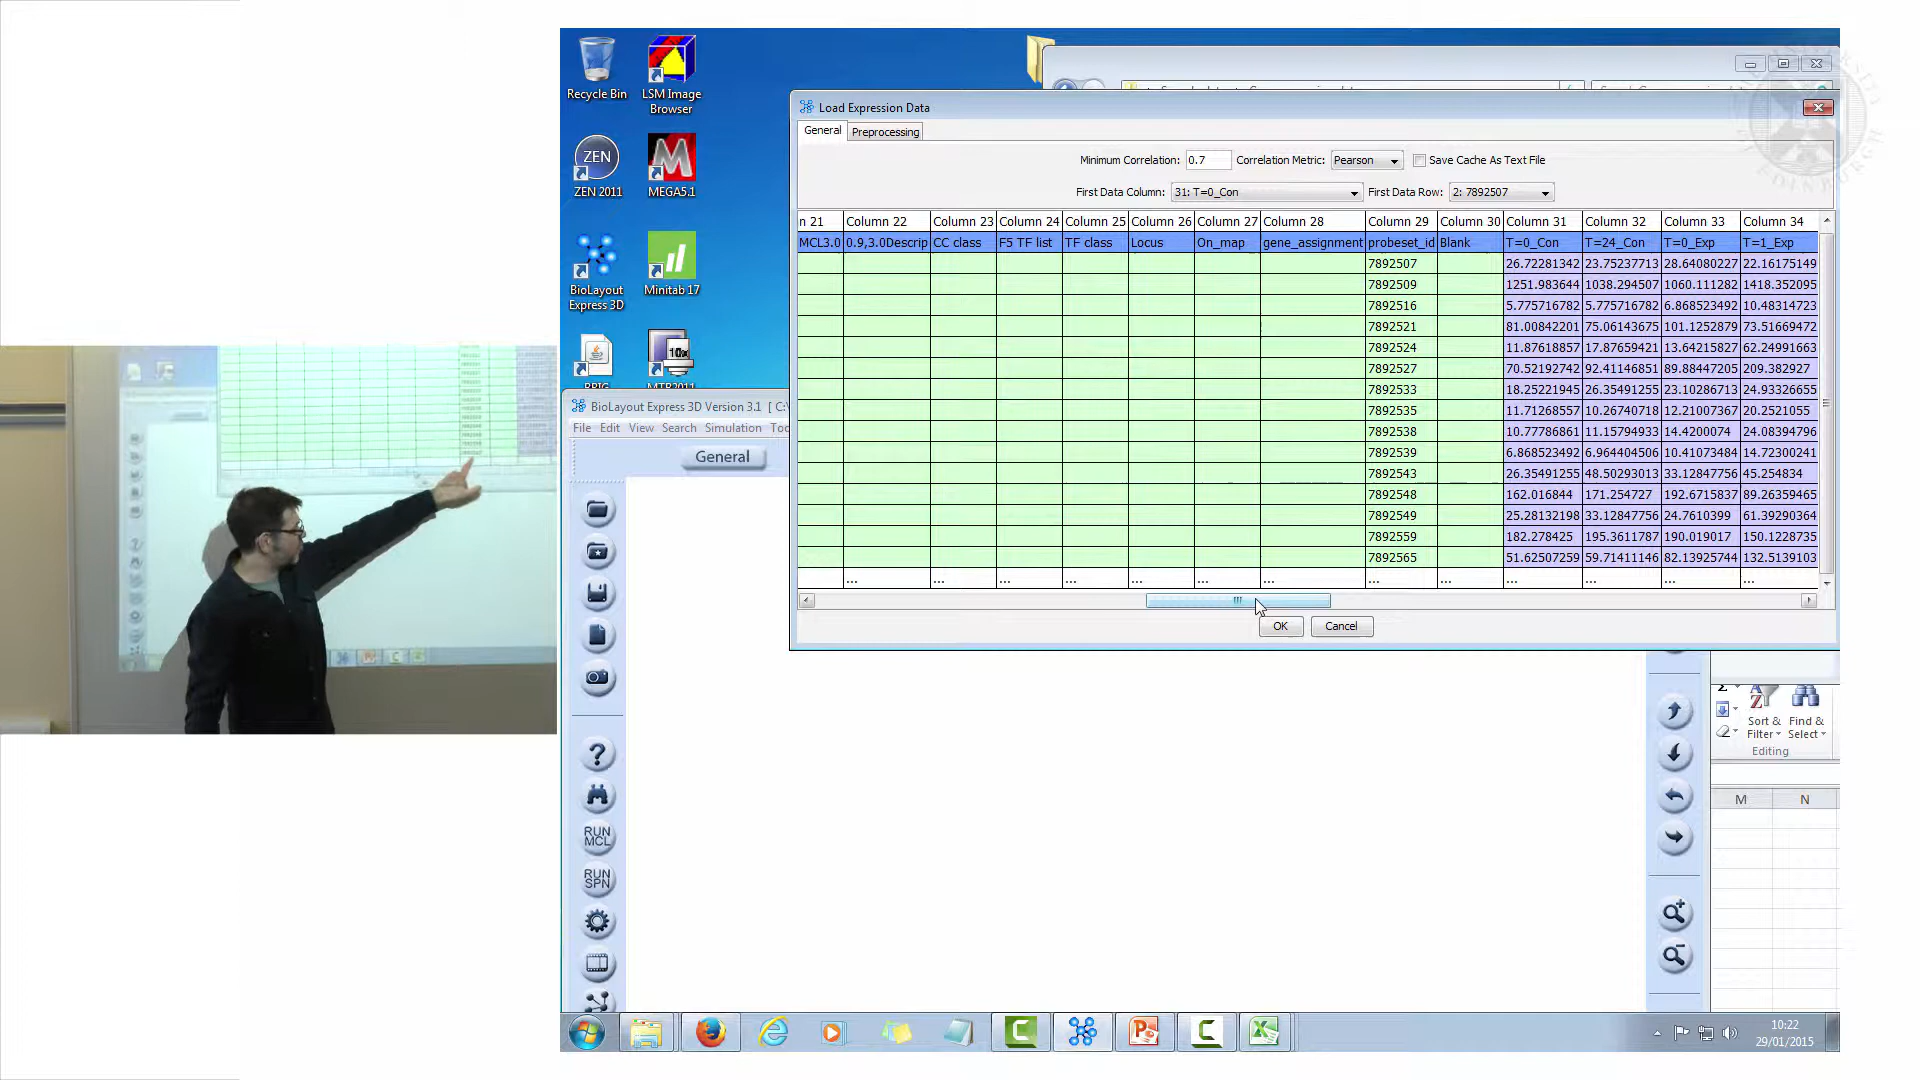 Recycle Bin
LSM Image
Browser
ZEN
ZEN 2011
MEGA5.1
BioLayout
Express 3D
Minitab 17
Load Expression Data
General
Preprocessing
Minimum Correlation: 0.7 Correlation Metric: Pearson Save Cache As Text File
First Data Column: 31: T=0_Con First Data Row: 2: 7892507
n 21 Column 22 Column 23 Column 24 Column 25 Column 26 Column 27 Column 28 Column 29 Column 30 Column 31 Column 32 Column 33 Column 34
MCL3.0 0.9,3.0Descrip CC class F5 TF list TF class Locus On_map gene_assignment probeset_id Blank T=0_Con T=24_Con T=0_Exp T=1_Exp
7892507 26.72281342 23.75237713 28.64080227 22.16175149
7892509 1251.983644 1038.294507 1060.111282 1418.352095
7892516 5.775716782 5.775716782 6.868523492 10.48314723
7892521 81.00842201 75.06143675 101.1252879 73.51669472
7892524 11.87618857 17.87659421 13.64215827 62.24991663
7892527 70.52192742 92.41146851 89.88447205 209.382927
7892533 18.25221945 26.35491255 23.10286713 24.93326655
7892535 11.71268557 10.26740718 12.21007367 20.2521055
7892538 10.77786861 11.15794933 14.4200074 24.08394796
7892539 6.868523492 6.964404506 10.41073484 14.72300241
7892543 26.35491255 48.50293013 33.12847756 45.254834
7892548 162.016844 171.254727 192.6715837 89.26359465
7892549 25.28132198 33.12847756 24.7610399 61.39290364
7892559 182.278425 195.3611787 190.019017 150.1228735
7892565 51.62507259 59.71411146 82.13925744 132.5139103
... ... ... ... ... ... ... ... ... ... ... ... ...
OK Cancel
BioLayout Express 3D Version 3.1 [ C:\
File Edit View Search Simulation Too
General
RUN
MCL
RUN
SPN
Sort & Find &
Filter Select
Editing
M N
10:22
29/01/2015